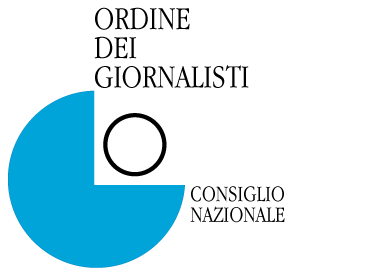 ORDINE
DEI
GIORNALISTI
CONSIGLIO
NAZIONALE